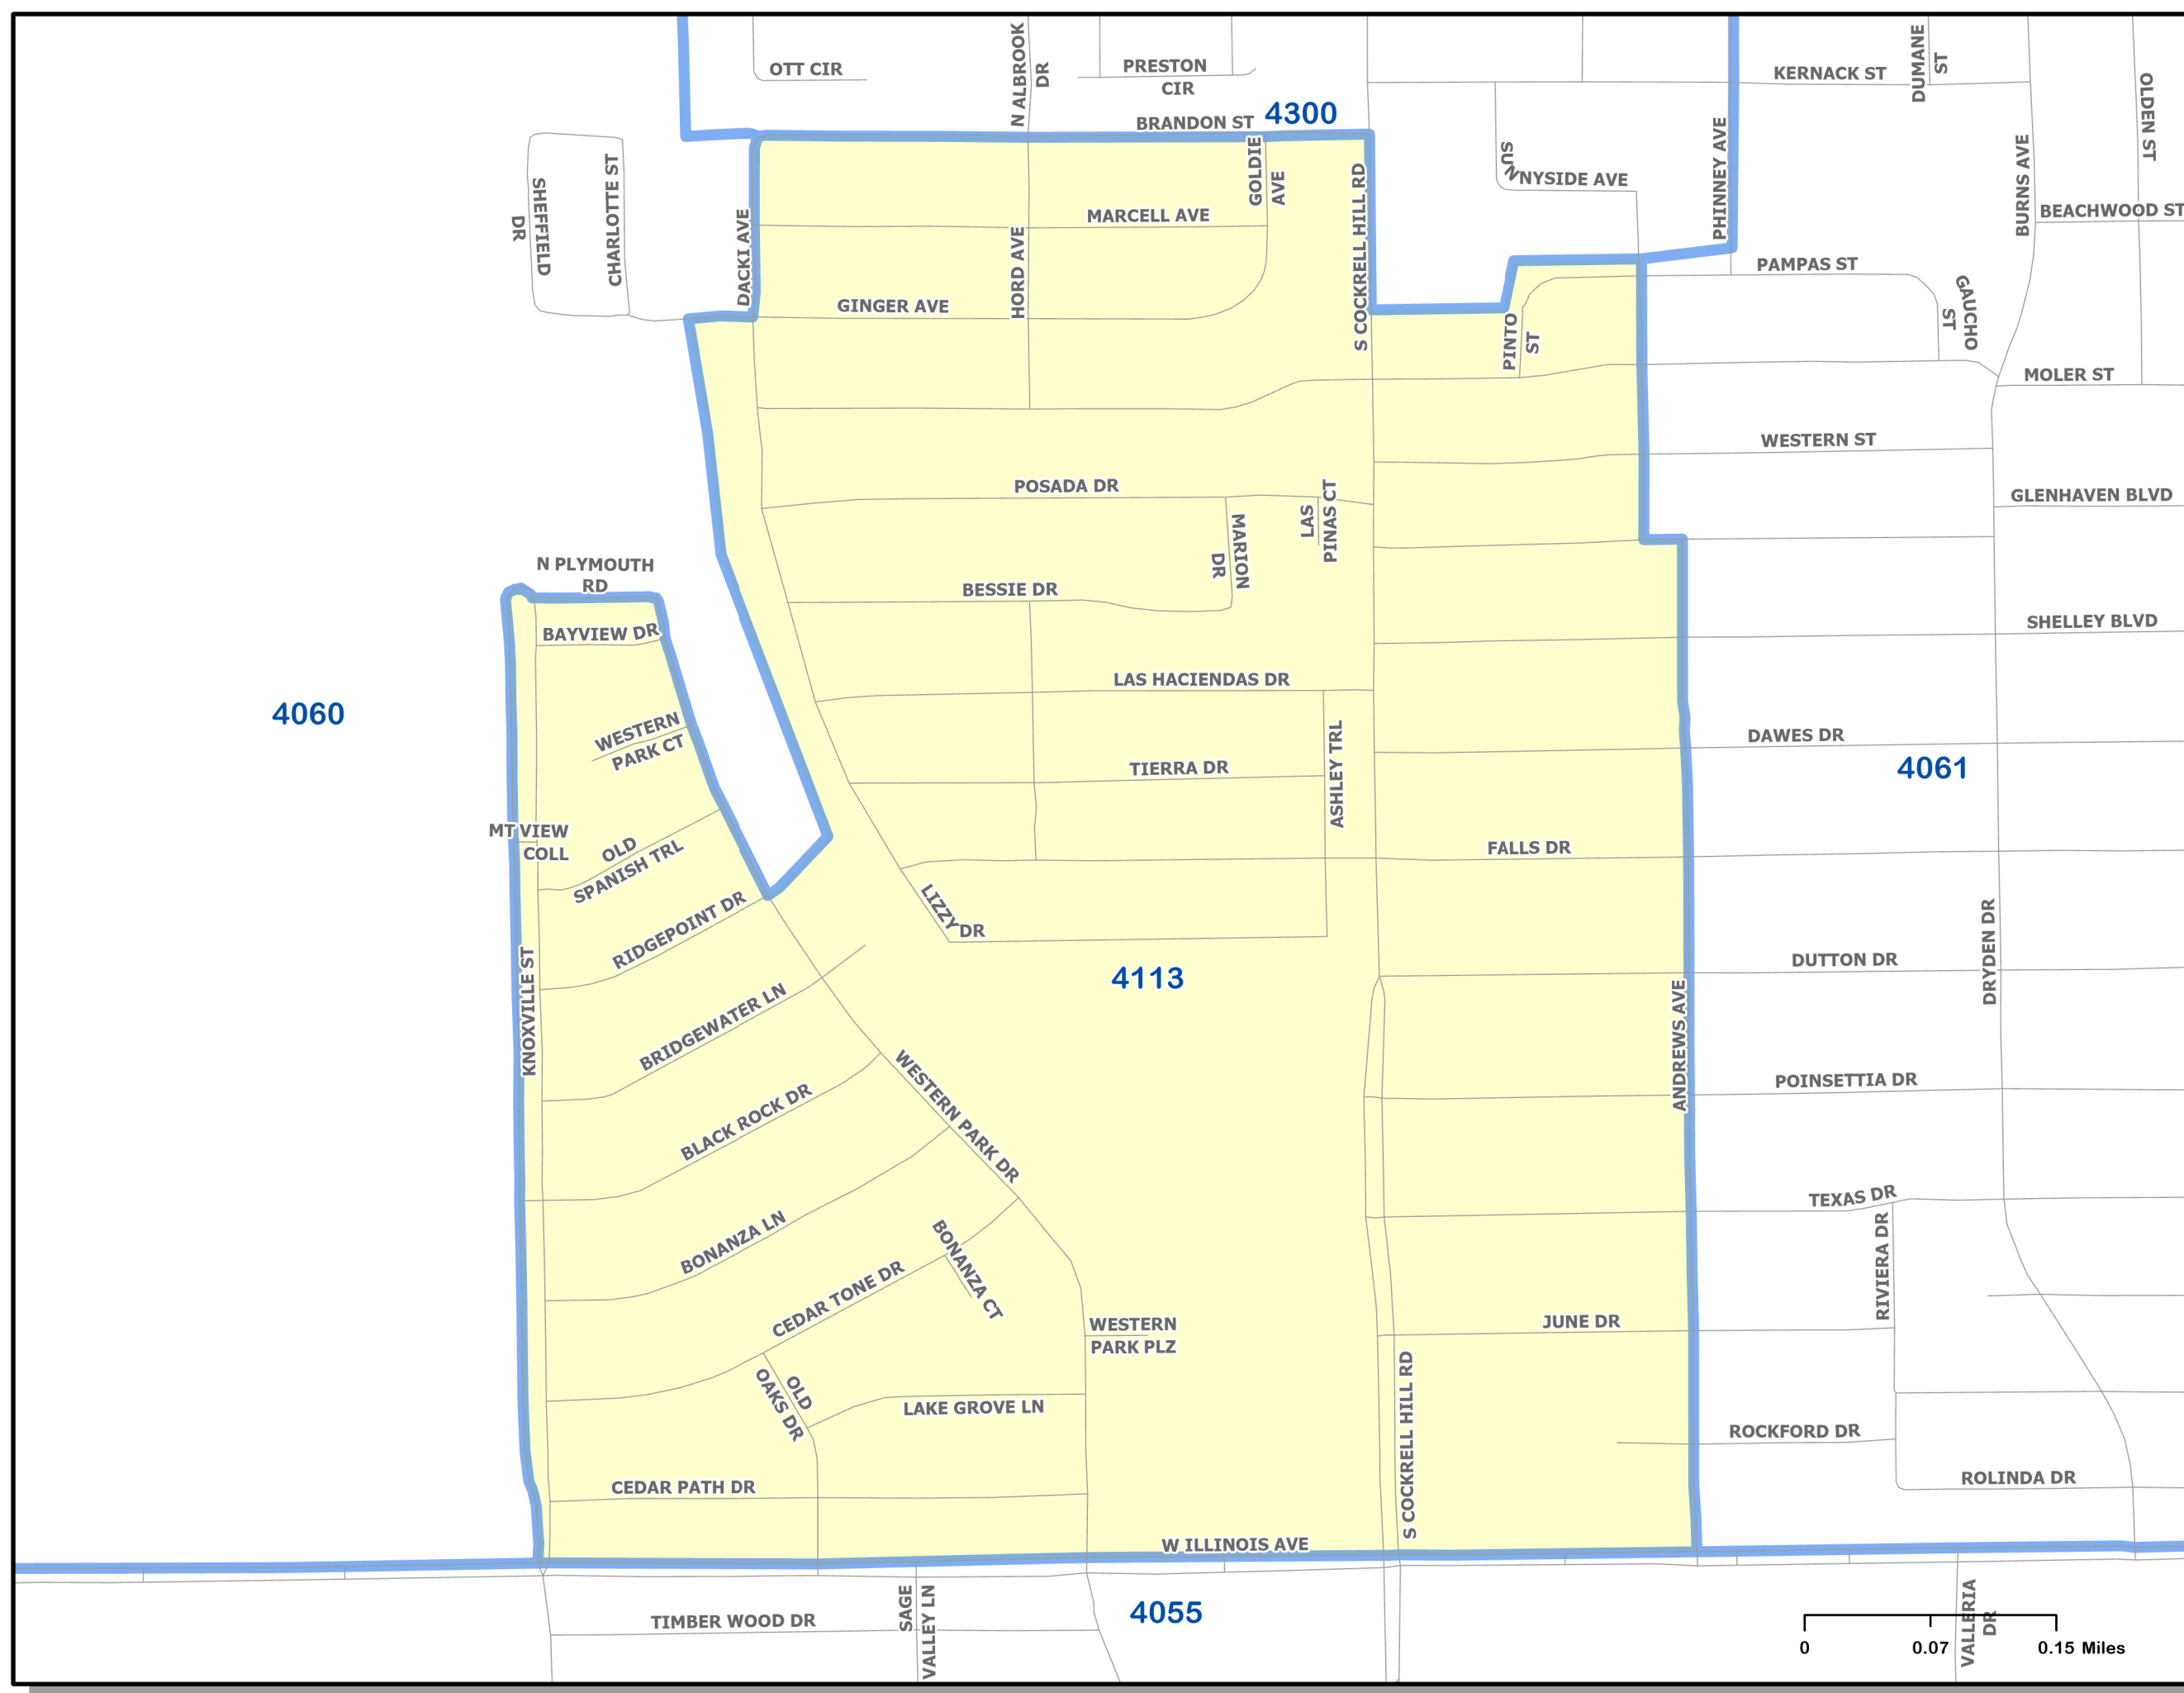 OTT CIR
N ALBROOK
DR
PRESTON
CIR
KERNACK ST
DUMANE
ST
OLDEN ST
4300
BRANDON ST
GOLDIE
AVE
SUNNYSIDE AVE
PHINNEY AVE
BURNS AVE
BEACHWOOD ST
SHEFFIELD
DR
CHARLOTTE ST
DACKI AVE
MARCELL AVE
HORD AVE
S COCKRELL HILL RD
GINGER AVE
PAMPAS ST
GAUCHO
ST
PINTO
ST
MOLER ST
WESTERN ST
POSADA DR
MARION
DR
LAS
PINAS CT
GLENHAVEN BLVD
N PLYMOUTH
RD
BESSIE DR
BAYVIEW DR
SHELLEY BLVD
LAS HACIENDAS DR
4060
WESTERN
PARK CT
DAWES DR
TIERRA DR
ASHLEY TRL
4061
MT VIEW
COLL
OLD
SPANISH TRL
FALLS DR
LIZZY DR
RIDGEPOINT DR
KNOXVILLE ST
4113
DUTTON DR
DRYDEN DR
BRIDGEWATER LN
ANDREWS AVE
BLACK ROCK DR
WESTERN PARK DR
POINSETTIA DR
BONANZA LN
BONANZA CT
TEXAS DR
RIVIERA DR
CEDAR TONE DR
WESTERN
PARK PLZ
JUNE DR
OLD
OAKS DR
LAKE GROVE LN
S COCKRELL HILL RD
ROCKFORD DR
CEDAR PATH DR
ROLINDA DR
W ILLINOIS AVE
SAGE
VALLEY LN
TIMBER WOOD DR
4055
VALLERIA
DR
0 0.07 0.15 Miles